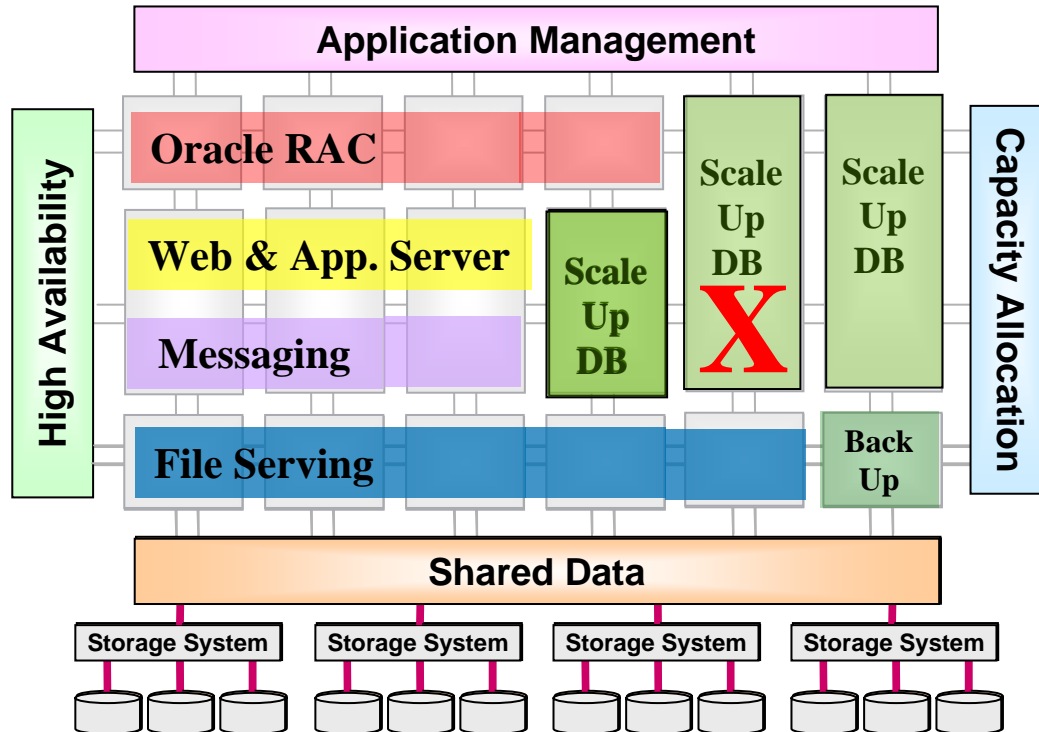 Application Management
High Availability
Oracle RAC
Web & App. Server
Messaging
File Serving
Scale
Up
DB
Scale
Up
DB
X
Scale
Up
DB
Back
Up
Capacity Allocation
Shared Data
Storage System
Storage System
Storage System
Storage System